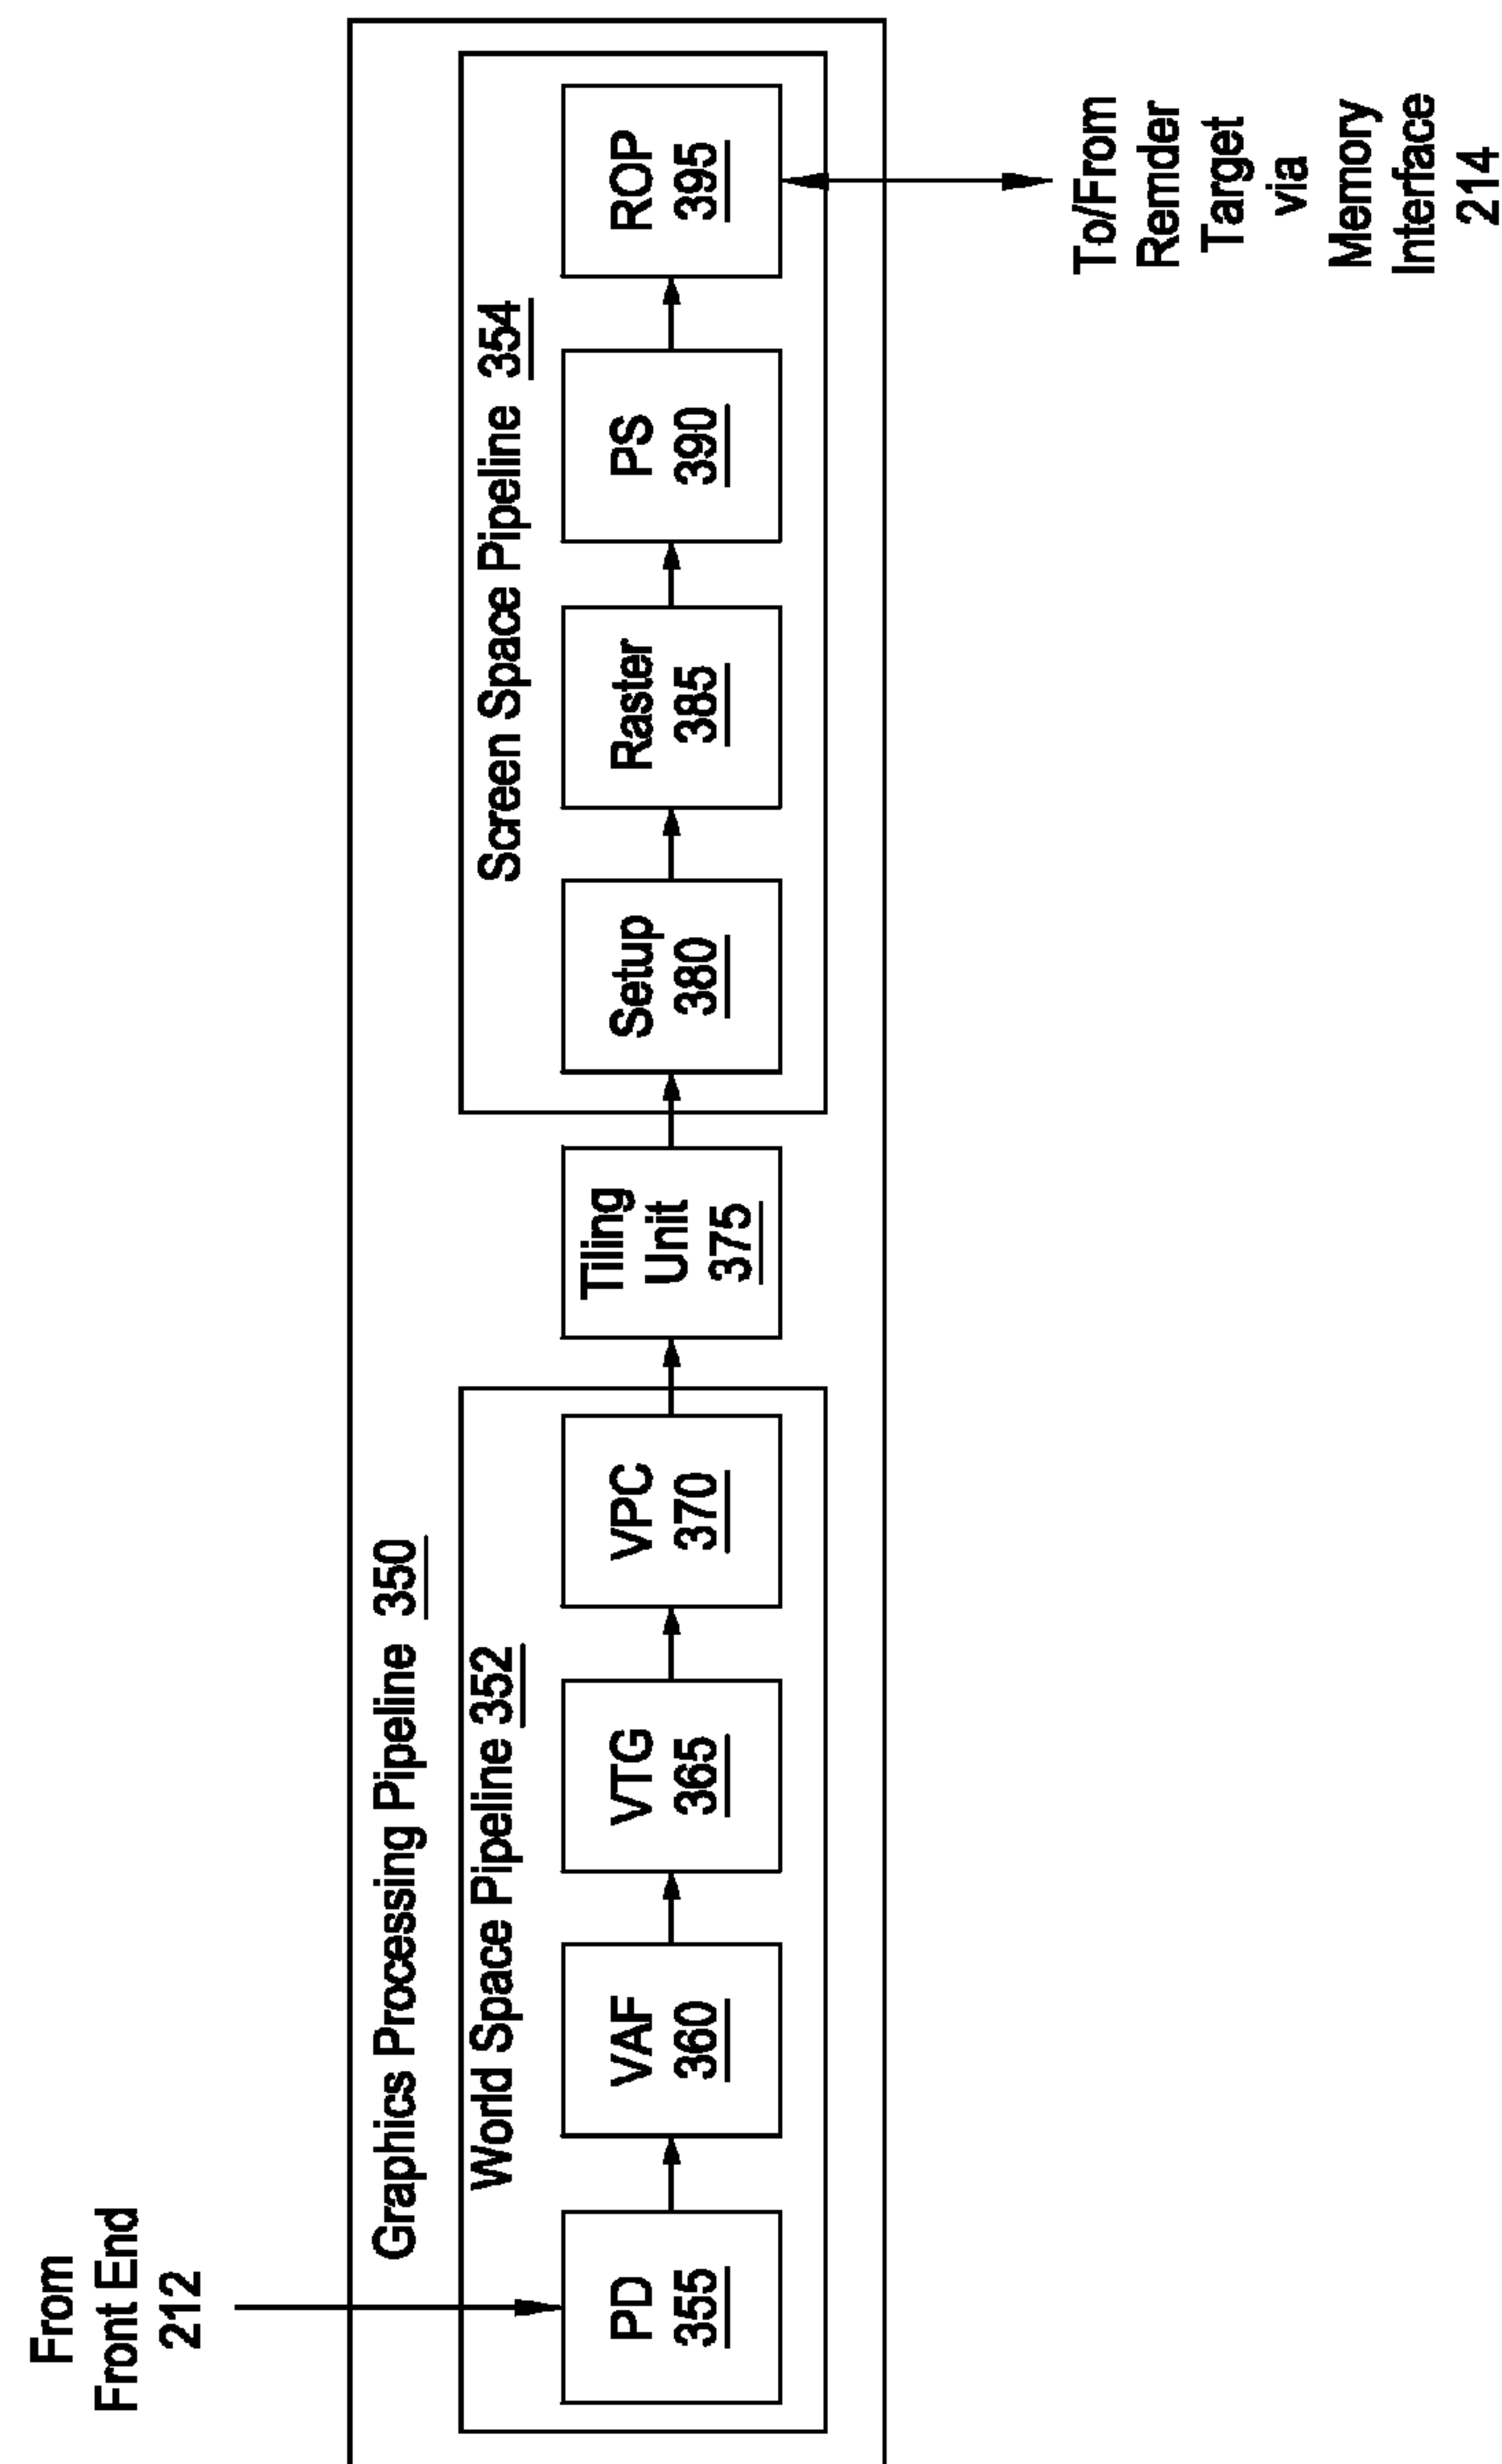 From
Front End
212
Graphics Processing Pipeline 350
World Space Pipeline 352
PD
355
VAF
360
VTG
365
VPC
370
Tiling
Unit
375
Screen Space Pipeline 354
Setup
380
Raster
385
PS
390
ROP
395
To/From
Remder
Target
via
Memory
Interface
214